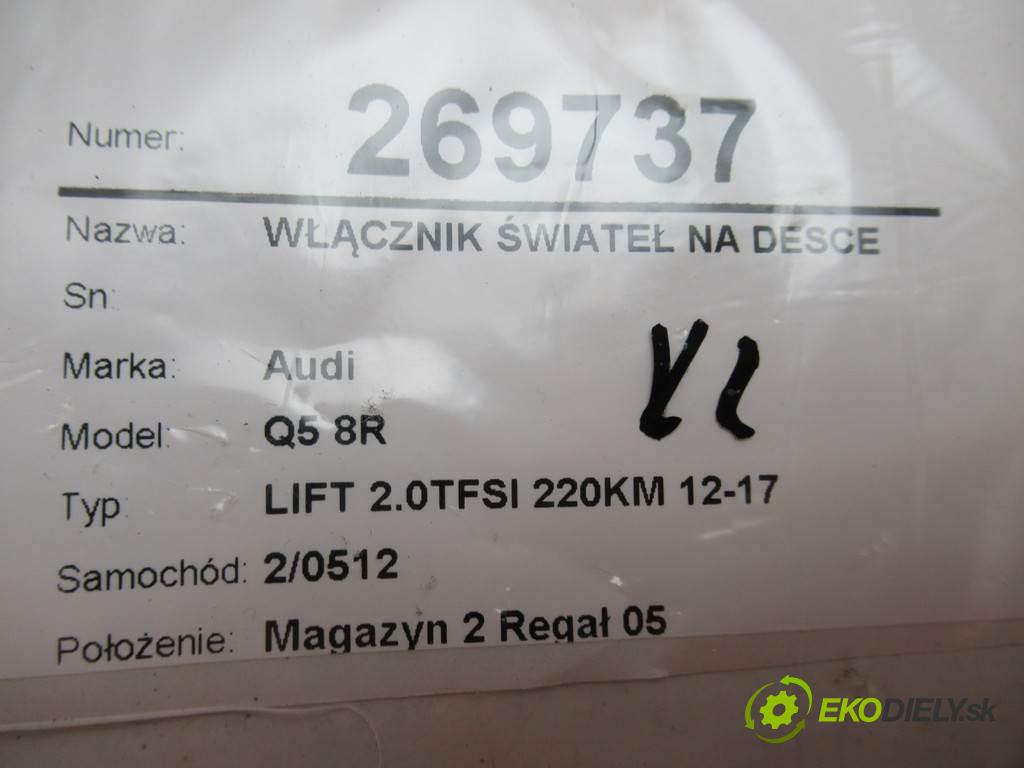 Numer: 269737
Nazwa: WŁĄCZNIK ŚWIATEŁ NA DESCE
Sn:
Marka: Audi
Model: Q5 8R
Typ: LIFT 2.0TFSI 220KM 12-17
Samochód: 2/0512
Położenie: Magazyn 2 Regał 05
EKODIELY.sk